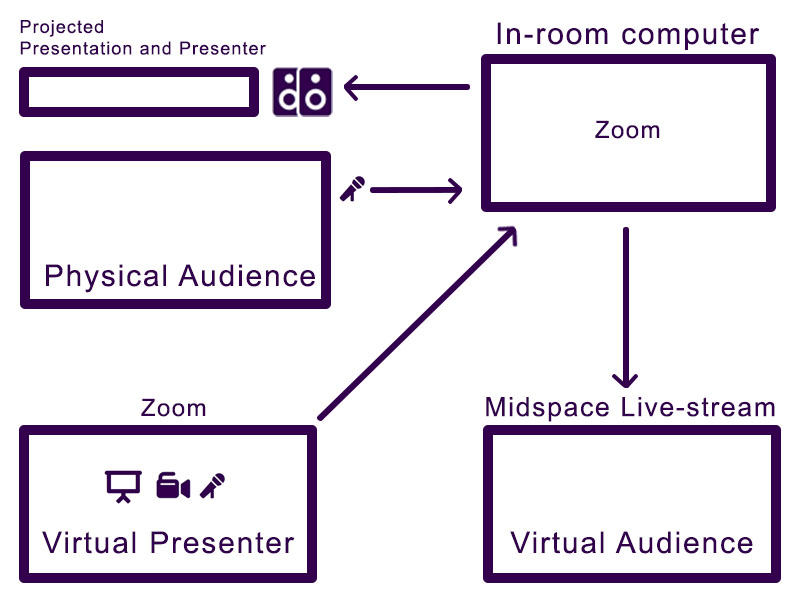 Projected
Presentation and Presenter
In-room computer
Zoom
Physical Audience
Zoom
Virtual Presenter
Midspace Live-stream
Virtual Audience